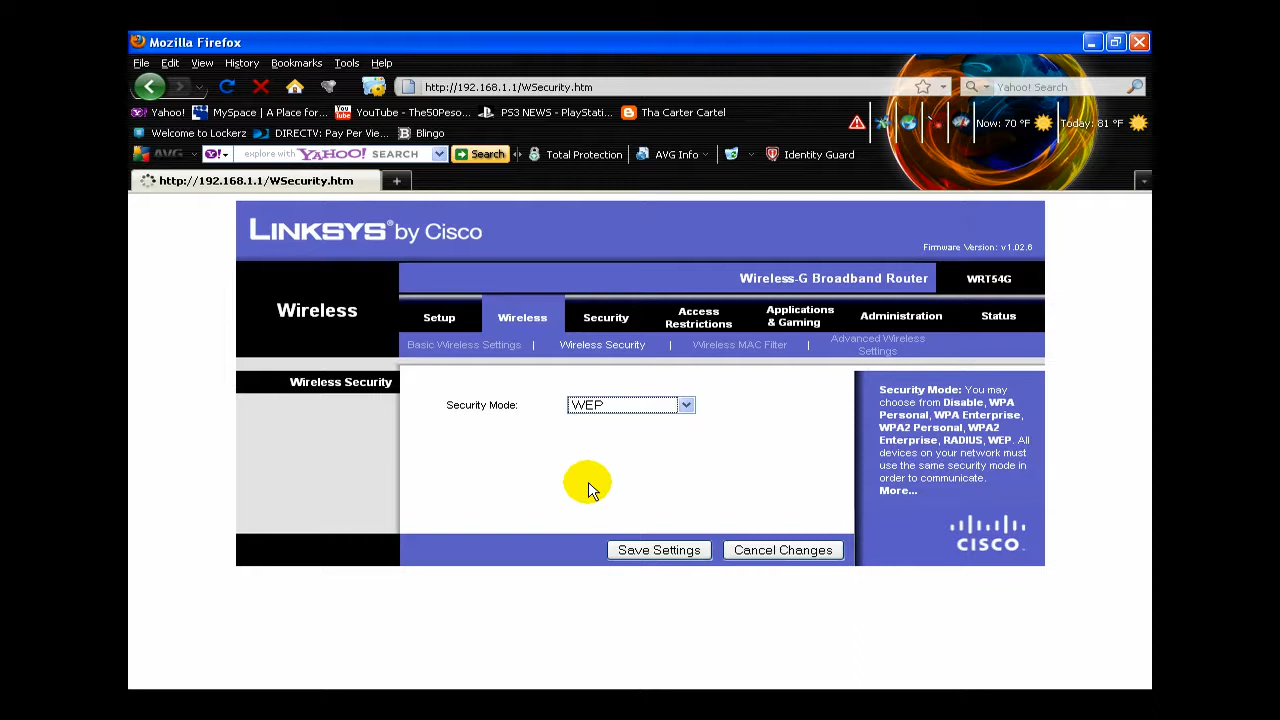 Mozilla Firefox
File Edit View History Bookmarks Tools Help
http://192.168.1.1/WSecurity.htm
Yahoo! Search
Yahoo! MySpace | A Place for... YouTube - The50Peso... PS3 NEWS - PlayStati... Tha Carter Cartel
Now: 70 °F Today: 81 °F
Welcome to Lockerz DIRECTV: Pay Per Vie... Blingo
AVG Y! explore with YAHOO! SEARCH Search Total Protection AVG Info Identity Guard
http://192.168.1.1/WSecurity.htm
LINKSYS® by Cisco
Firmware Version: v1.02.6
Wireless-G Broadband Router WRT54G
Wireless
Setup Wireless Security Access Restrictions Applications & Gaming Administration Status
Basic Wireless Settings | Wireless Security | Wireless MAC Filter | Advanced Wireless Settings
Wireless Security
Security Mode: WEP
Security Mode: You may
choose from Disable, WPA
Personal, WPA Enterprise,
WPA2 Personal, WPA2
Enterprise, RADIUS, WEP. All
devices on your network must
use the same security mode in
order to communicate.
More...
CISCO
Save Settings Cancel Changes